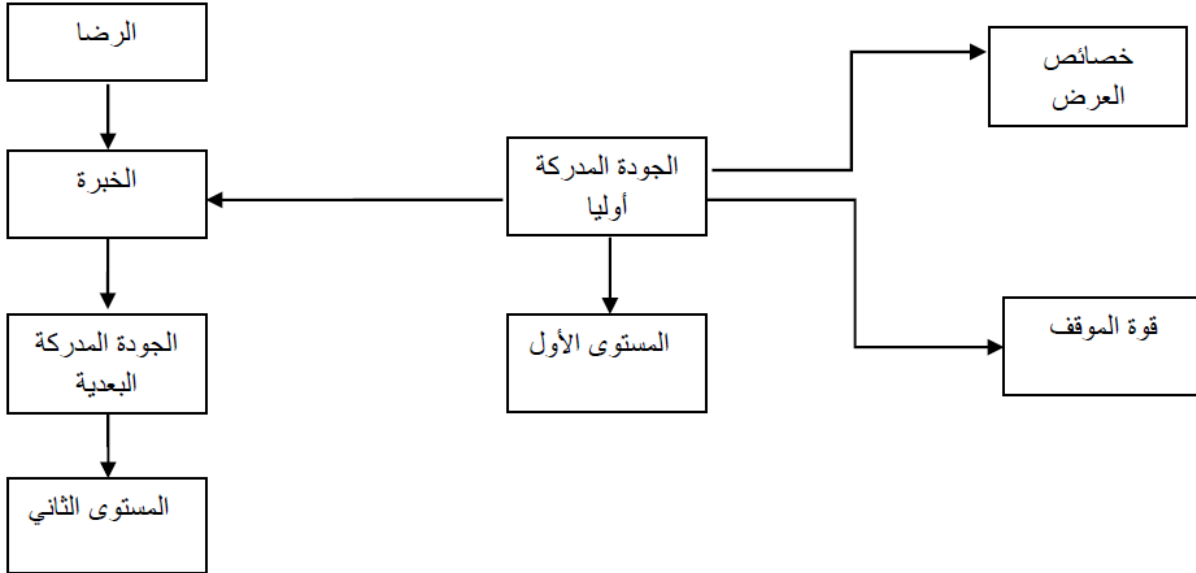 الرضا
خصائص
العرض
الجودة المدركة
أوليا
الخبرة
قوة الموقف
المستوى الأول
الجودة المدركة
البعدية
المستوى الثاني